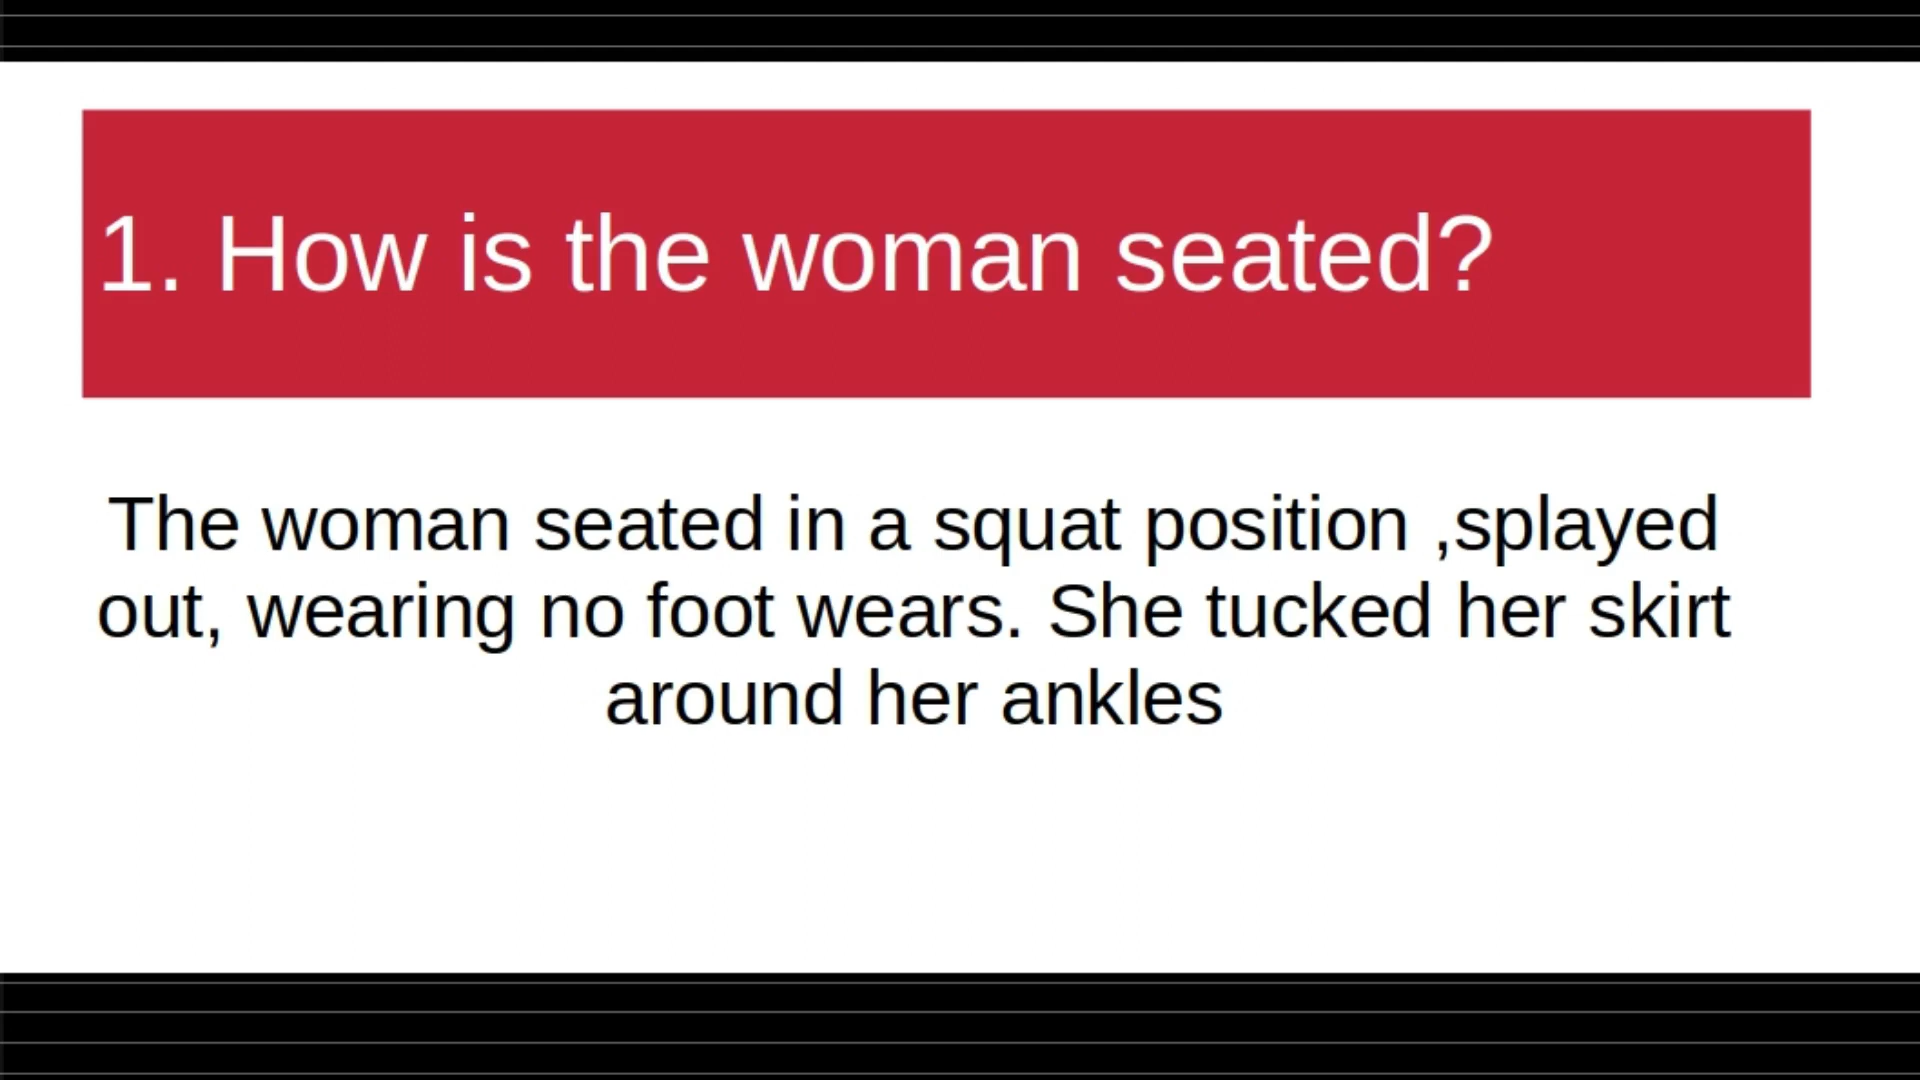 1. How is the woman seated?
The woman seated in a squat position ,splayed
out, wearing no foot wears. She tucked her skirt
around her ankles